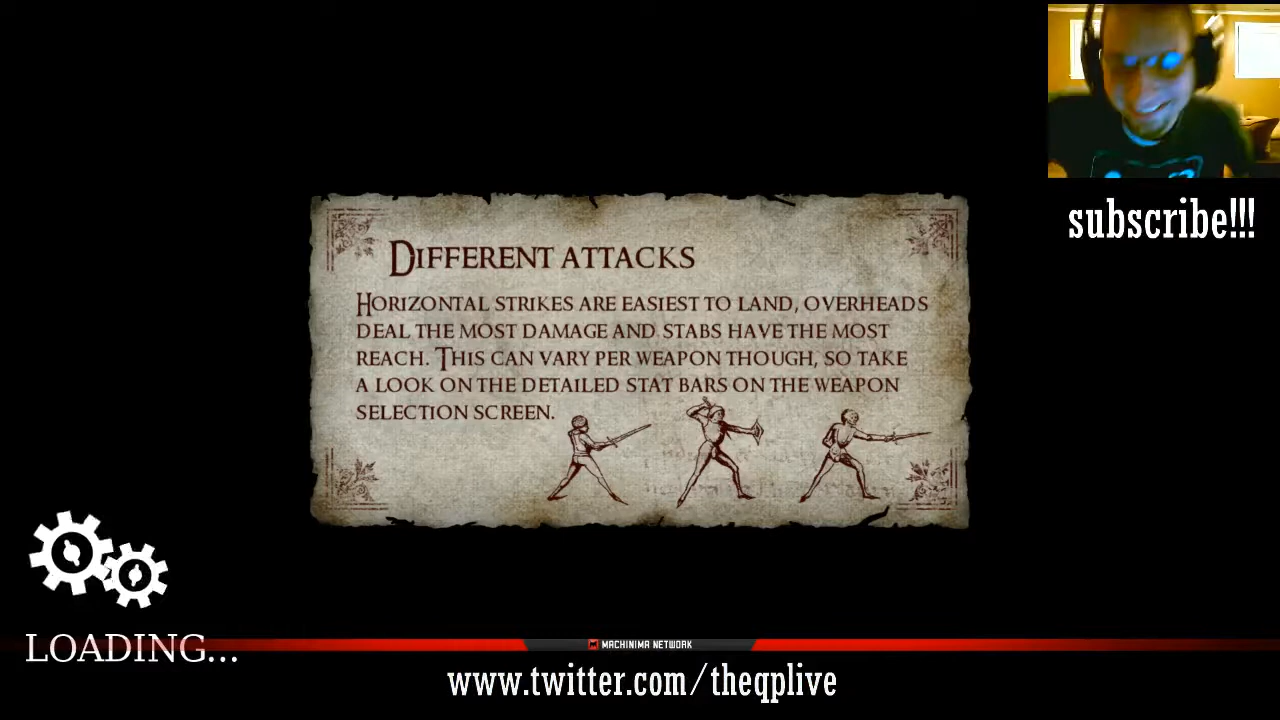 subscribe!!!
DIFFERENT ATTACKS
HORIZONTAL STRIKES ARE EASIEST TO LAND, OVERHEADS
DEAL THE MOST DAMAGE AND STABS HAVE THE MOST
REACH. THIS CAN VARY PER WEAPON THOUGH, SO TAKE
A LOOK ON THE DETAILED STAT BARS ON THE WEAPON
SELECTION SCREEN.
LOADING...
MACHINIMA NETWORK
www.twitter.com/theqplive